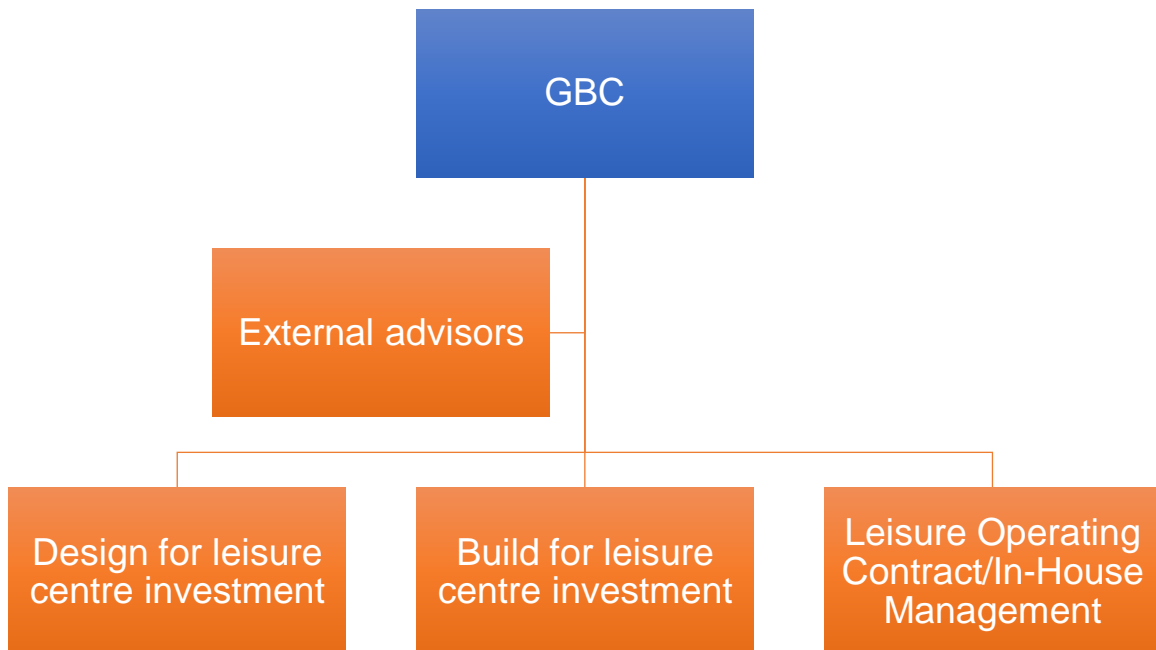 GBC
External advisors
Design for leisure
centre investment
Build for leisure
centre investment
Leisure Operating
Contract/In-House
Management